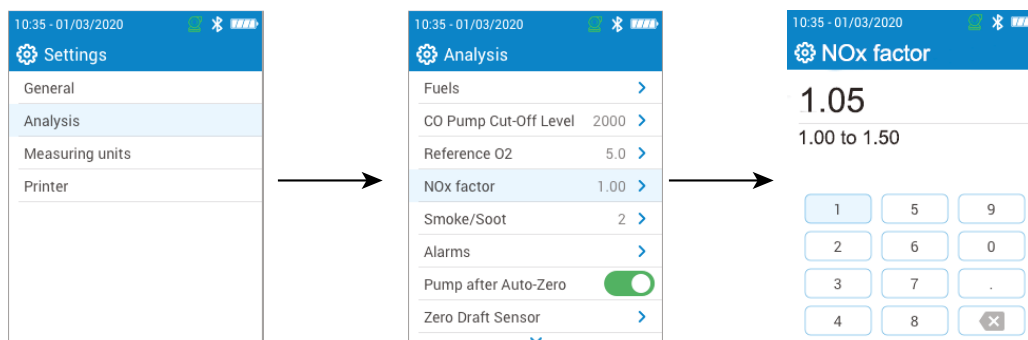 10:35 - 01/03/2020
Settings
General
Analysis
Measuring units
Printer
10:35 - 01/03/2020
Analysis
Fuels
CO Pump Cut-Off Level 2000
Reference O2 5.0
NOx factor 1.00
Smoke/Soot 2
Alarms
Pump after Auto-Zero
Zero Draft Sensor
10:35 - 01/03/2020
NOx factor
1.05
1.00 to 1.50
1 5 9
2 6 0
3 7 .
4 8